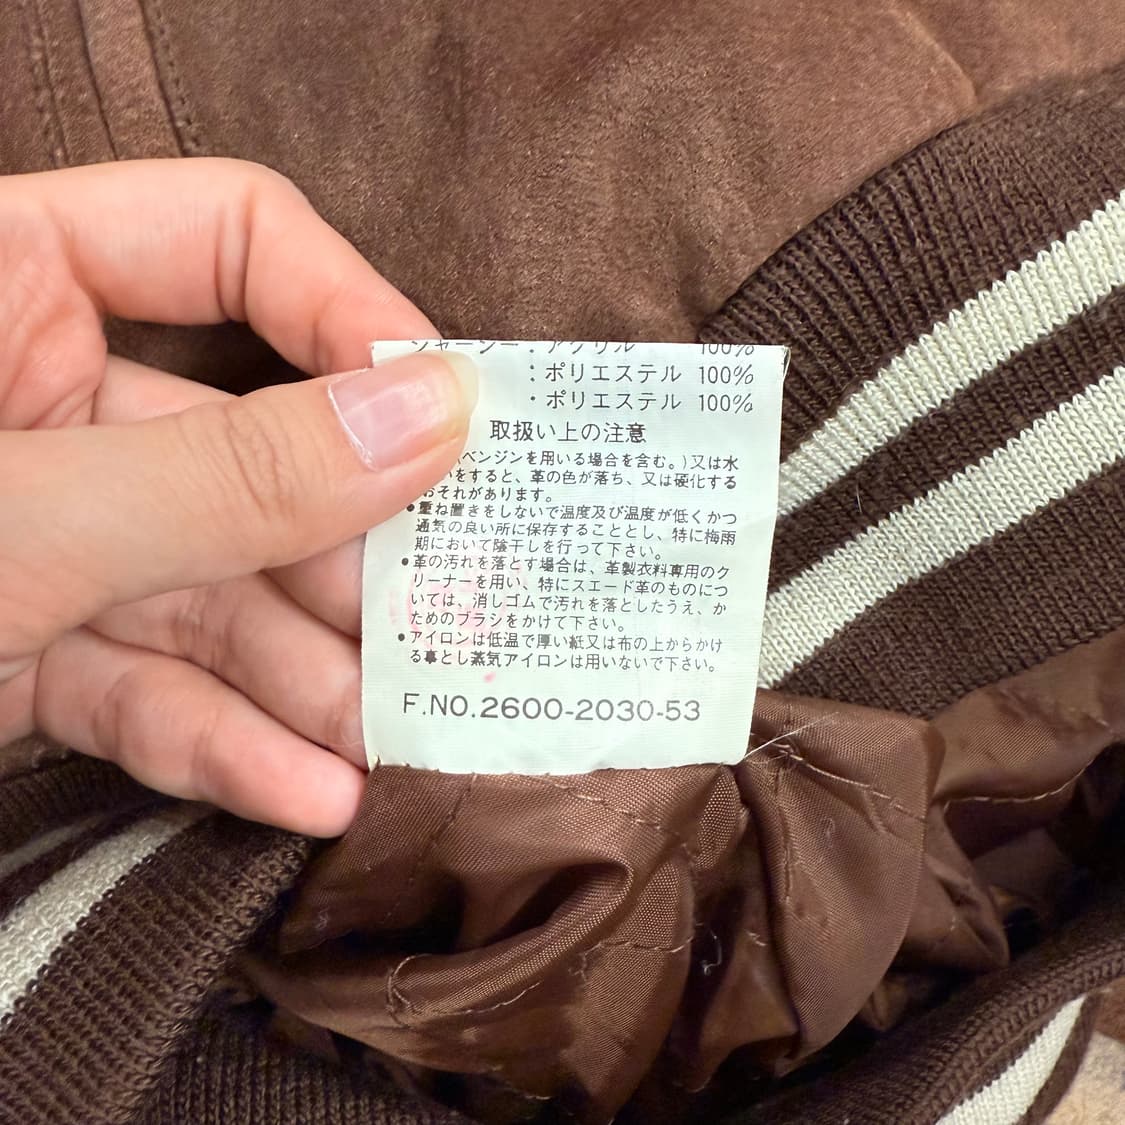 ジャージー：アクリル 100%
：ポリエステル 100%
・ポリエステル 100%
取扱い上の注意
(ベンジンを用いる場合を含む。)又は水
いをすると、革の色が落ち、又は硬化する
おそれがあります。
●重ね置きをしないで温度及び湿度が低くかつ
通気の良い所に保存することとし、特に梅雨
期において陰干しを行って下さい。
●革の汚れを落とす場合は、革製衣料専用のク
リーナーを用い、特にスエード革のものにつ
いては、消しゴムで汚れを落としたうえ、か
ためのブラシをかけて下さい。
●アイロンは低温で厚い紙又は布の上からかけ
る事とし蒸気アイロンは用いないで下さい。
F.NO.2600-2030-53